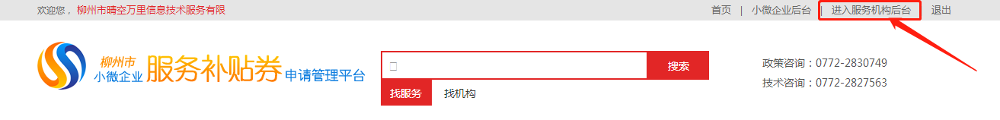 欢迎您，柳州市晴空万里信息技术服务有限
首页 | 小微企业后台 | 进入服务机构后台 退出
柳州市
小微企业 服务补贴券 申请管理平台
搜索
找服务 找机构
政策咨询：0772-2830749
技术咨询：0772-2827563